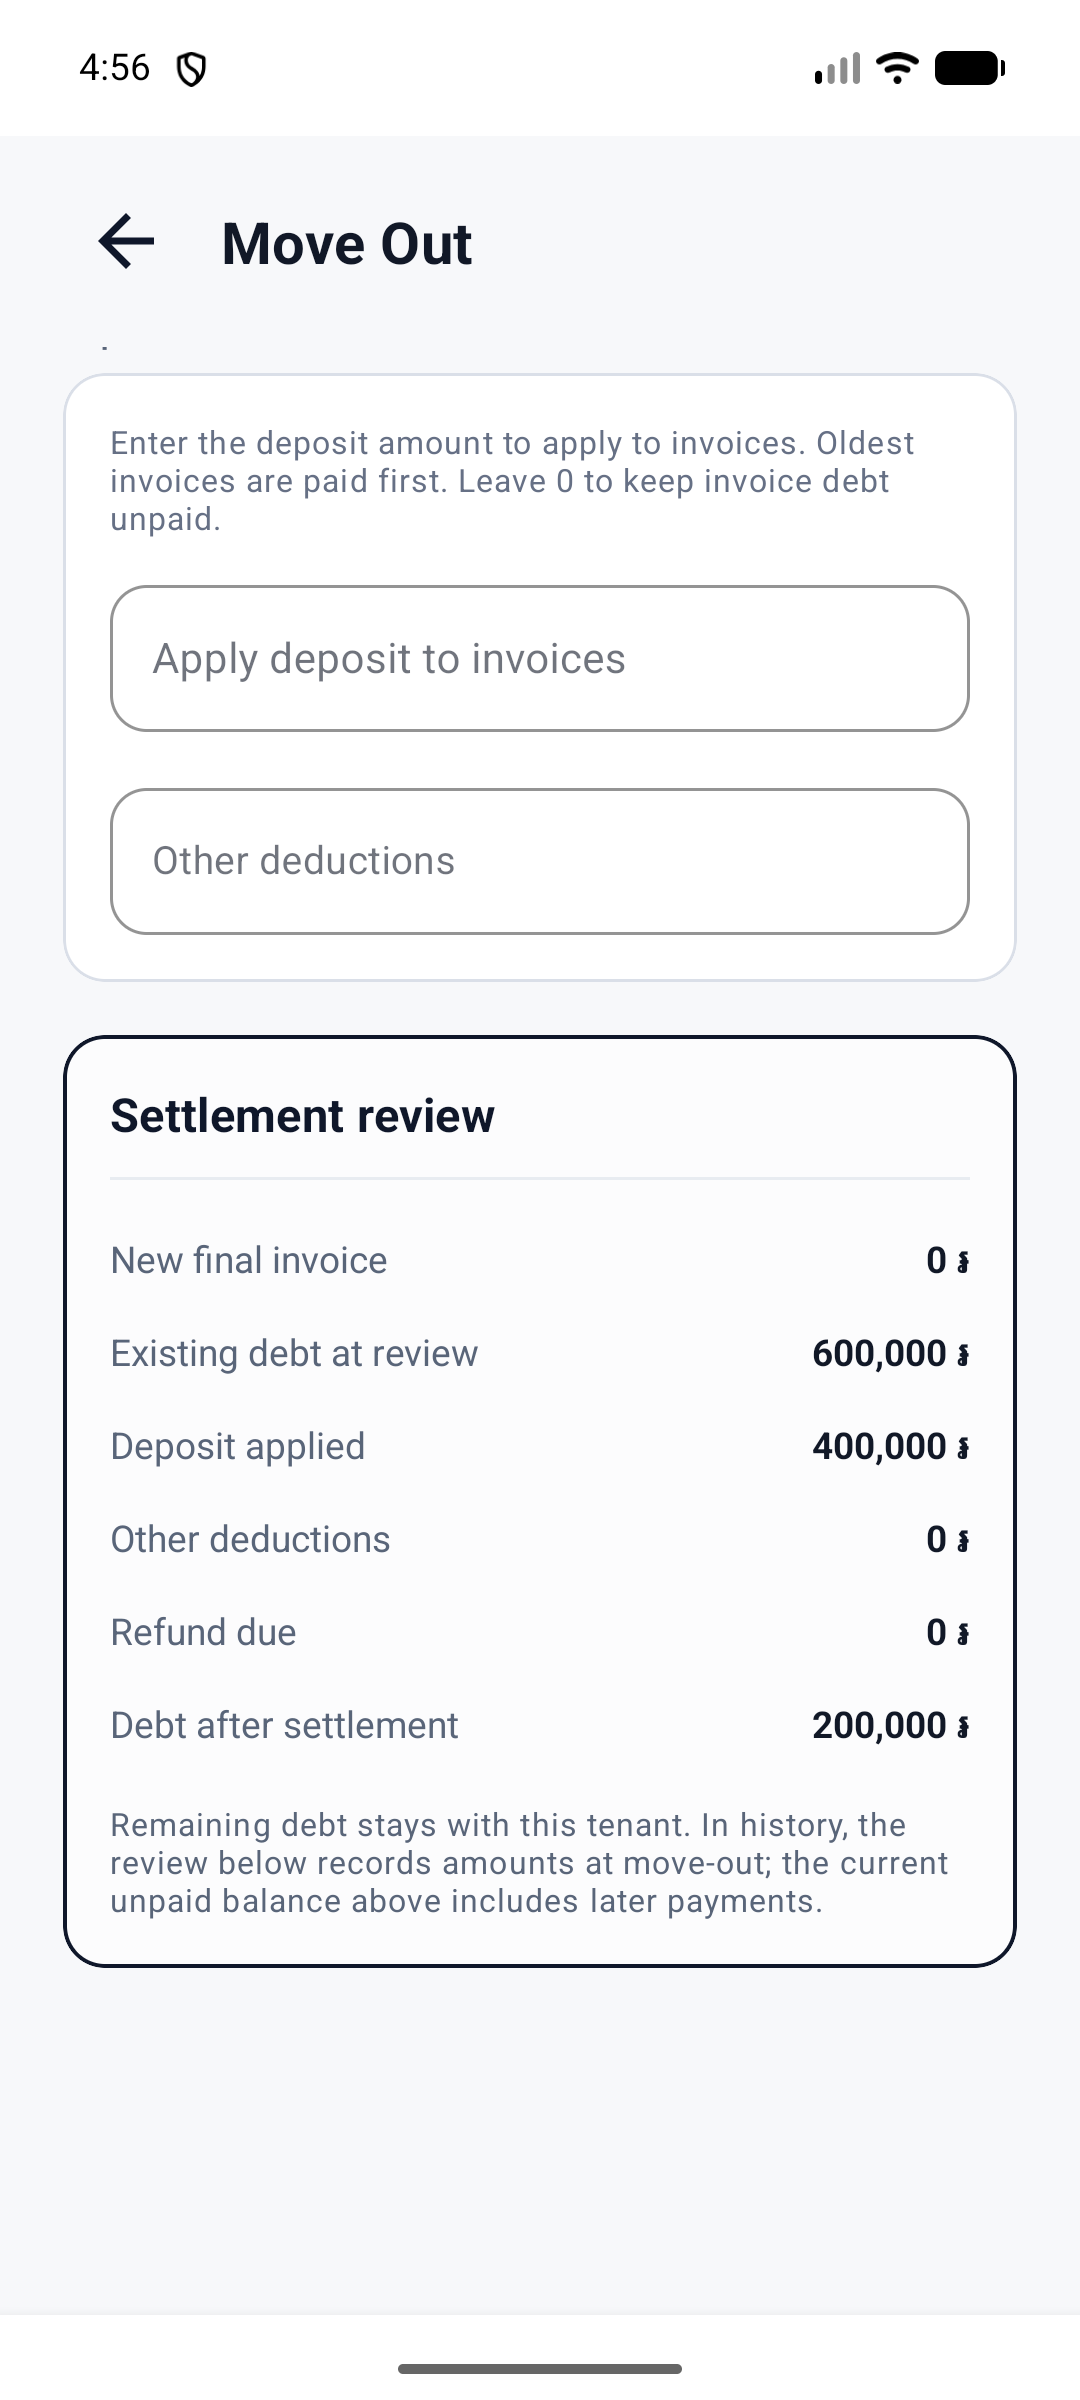 4:56
Move Out
Enter the deposit amount to apply to invoices. Oldest
invoices are paid first. Leave 0 to keep invoice debt
unpaid.
Apply deposit to invoices
Other deductions
Settlement review
New final invoice 0
Existing debt at review 600,000
Deposit applied 400,000
Other deductions 0
Refund due 0
Debt after settlement 200,000
Remaining debt stays with this tenant. In history, the
review below records amounts at move-out; the current
unpaid balance above includes later payments.